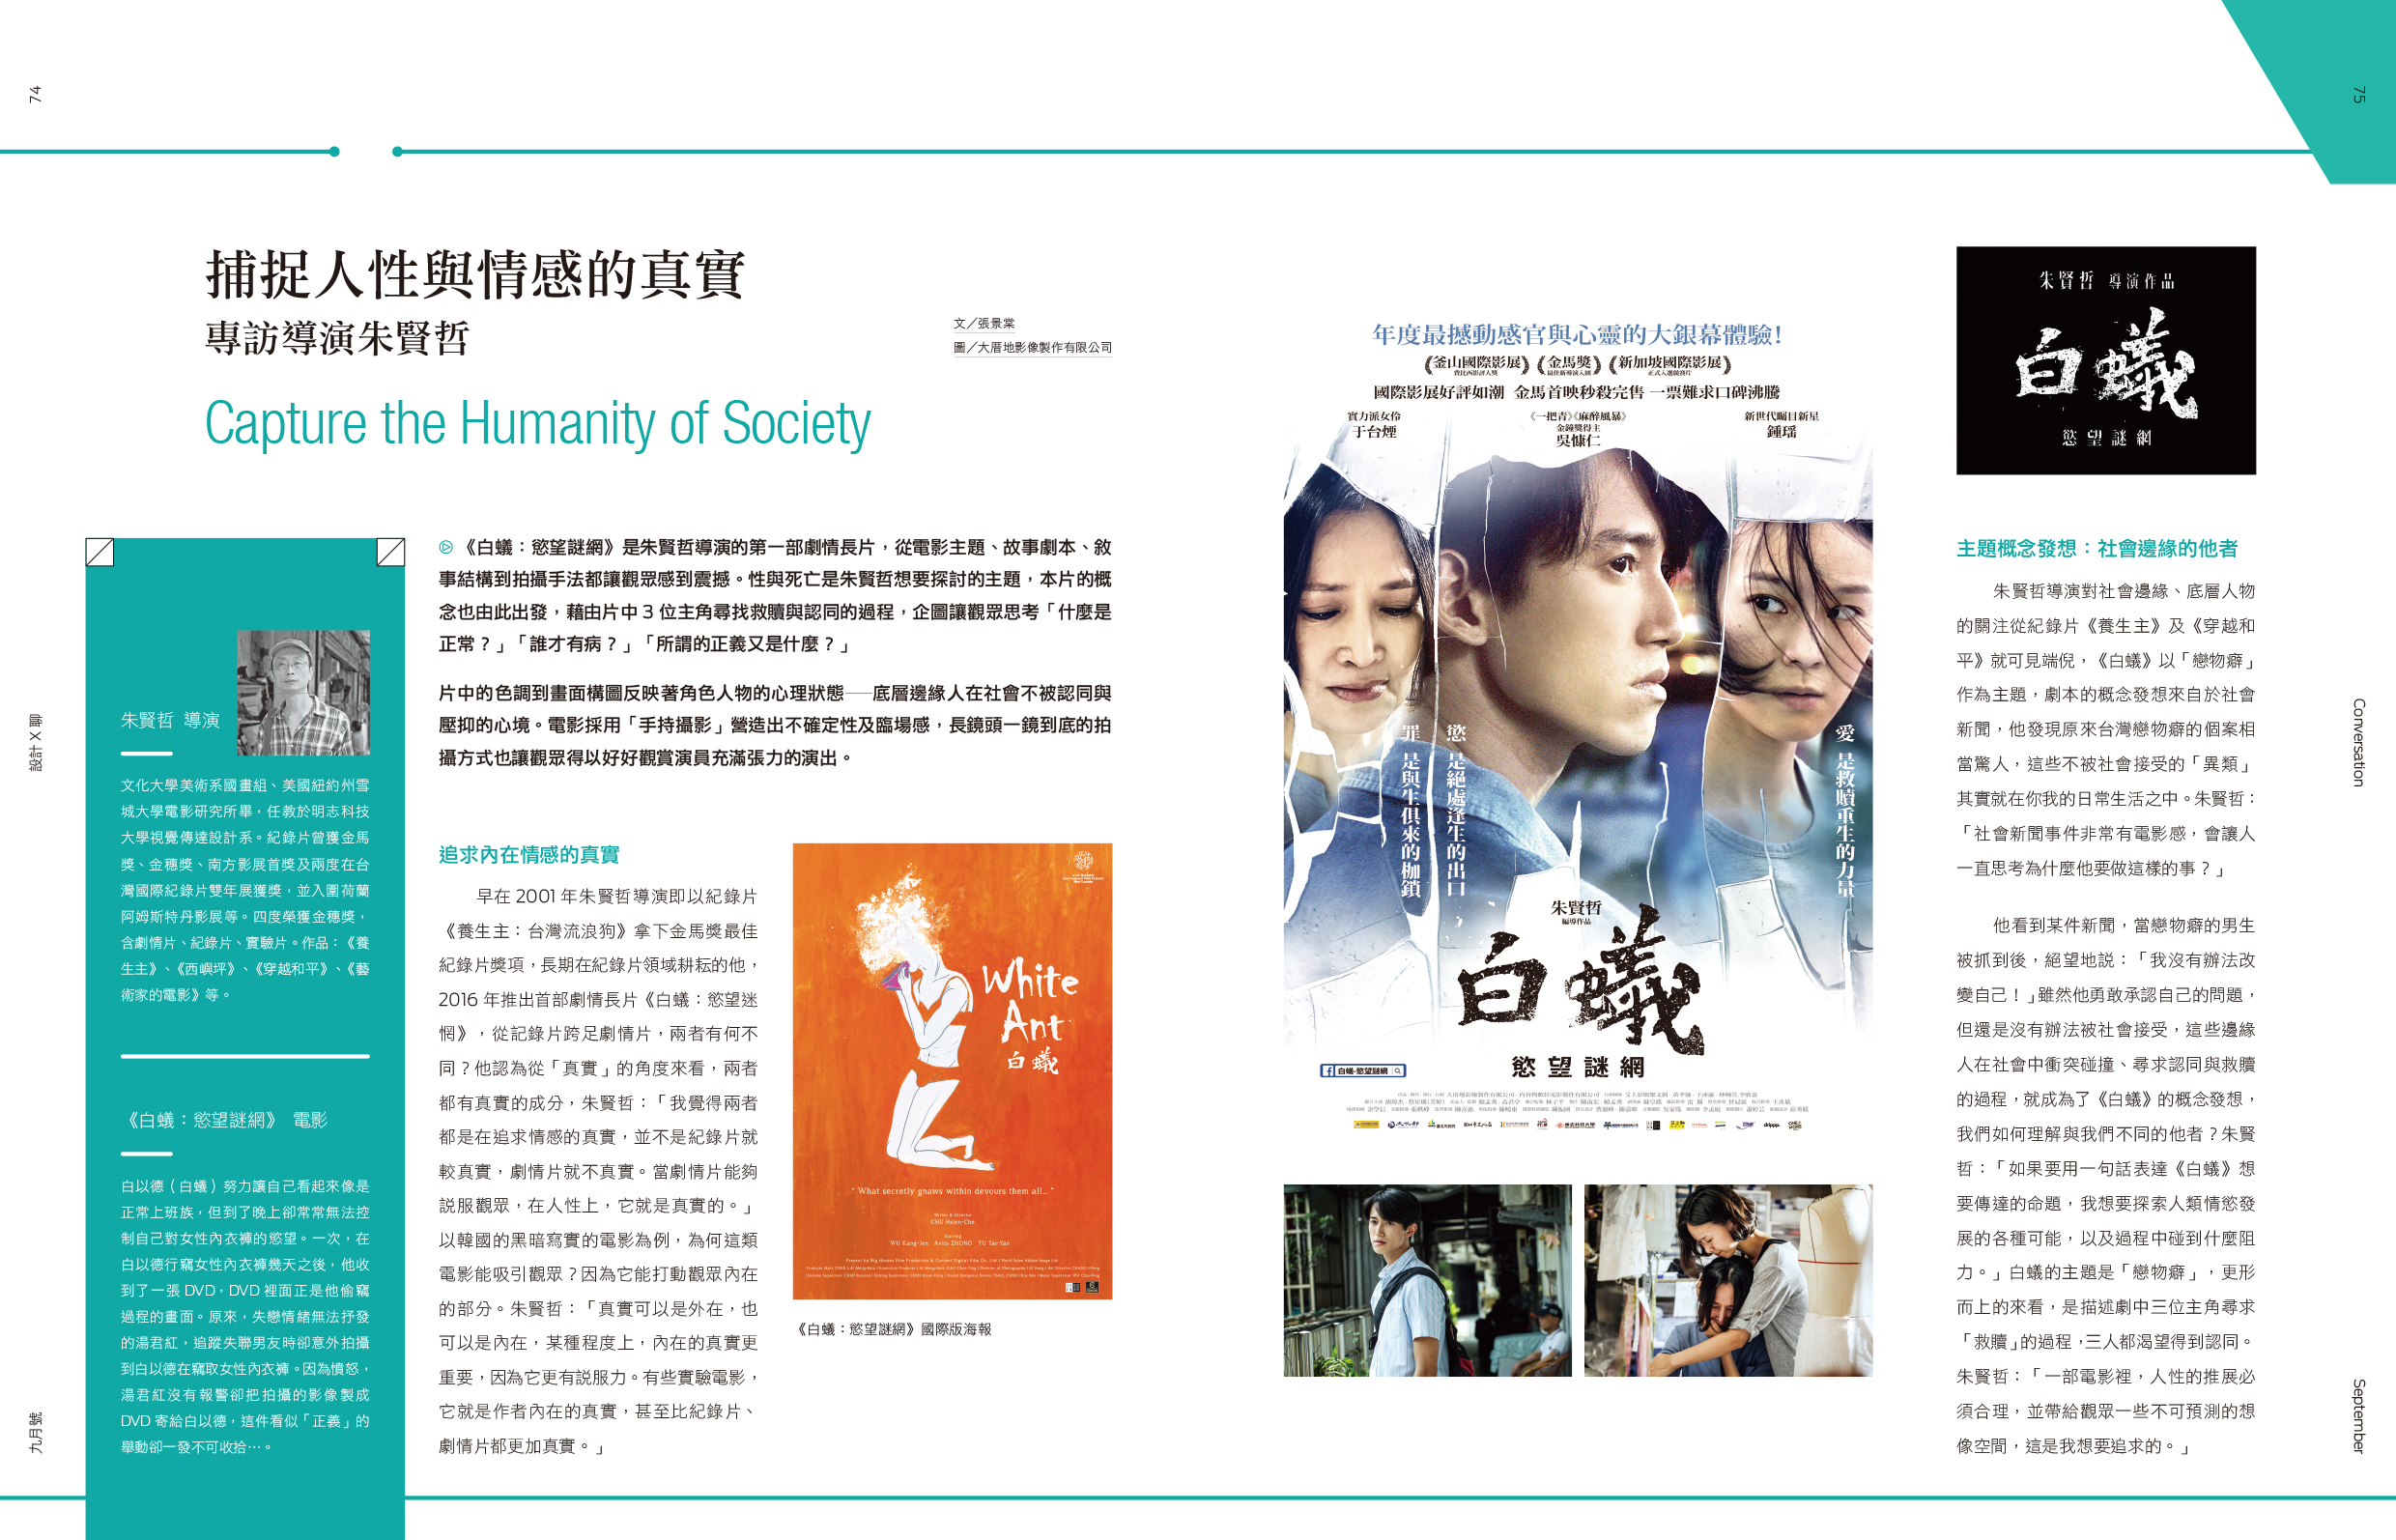 74
捕捉人性與情感的真實
專訪導演朱賢哲
文／張景棠
圖／大厝地影像製作有限公司
Capture the Humanity of Society
設計 X 聊
九月號
朱賢哲 導演
文化大學美術系國畫組、美國紐約州雪
城大學電影研究所畢，任教於明志科技
大學視覺傳達設計系。紀錄片曾獲金馬
獎、金穗獎、南方影展首獎及兩度在台
灣國際紀錄片雙年展獲獎，並入圍荷蘭
阿姆斯特丹影展等。四度榮獲金穗獎，
含劇情片、紀錄片、實驗片。作品：《養
生主》、《西嶼坪》、《穿越和平》、《藝
術家的電影》等。
《白蟻：慾望謎網》 電影
白以德（白蟻）努力讓自己看起來像是
正常上班族，但到了晚上卻常常無法控
制自己對女性內衣褲的慾望。一次，在
白以德行竊女性內衣褲幾天之後，他收
到了一張 DVD，DVD 裡面正是他偷竊
過程的畫面。原來，失戀情緒無法抒發
的湯君紅，追蹤失聯男友時卻意外拍攝
到白以德在竊取女性內衣褲。因為憤怒，
湯君紅沒有報警卻把拍攝的影像製成
DVD 寄給白以德，這件看似「正義」的
舉動卻一發不可收拾…。
《白蟻：慾望謎網》是朱賢哲導演的第一部劇情長片，從電影主題、故事劇本、敘
事結構到拍攝手法都讓觀眾感到震撼。性與死亡是朱賢哲想要探討的主題，本片的概
念也由此出發，藉由片中 3 位主角尋找救贖與認同的過程，企圖讓觀眾思考「什麼是
正常？」「誰才有病？」「所謂的正義又是什麼？」
片中的色調到畫面構圖反映著角色人物的心理狀態──底層邊緣人在社會不被認同與
壓抑的心境。電影採用「手持攝影」營造出不確定性及臨場感，長鏡頭一鏡到底的拍
攝方式也讓觀眾得以好好觀賞演員充滿張力的演出。
追求內在情感的真實
早在 2001 年朱賢哲導演即以紀錄片
《養生主：台灣流浪狗》拿下金馬獎最佳
紀錄片獎項，長期在紀錄片領域耕耘的他，
2016 年推出首部劇情長片《白蟻：慾望迷
惘》，從記錄片跨足劇情片，兩者有何不
同？他認為從「真實」的角度來看，兩者
都有真實的成分，朱賢哲：「我覺得兩者
都是在追求情感的真實，並不是紀錄片就
較真實，劇情片就不真實。當劇情片能夠
說服觀眾，在人性上，它就是真實的。」
以韓國的黑暗寫實的電影為例，為何這類
電影能吸引觀眾？因為它能打動觀眾內在
的部分。朱賢哲：「真實可以是外在，也
可以是內在，某種程度上，內在的真實更
重要，因為它更有說服力。有些實驗電影，
它就是作者內在的真實，甚至比紀錄片、
劇情片都更加真實。」
White
Ant
白蟻
" What secretly gnaws within devours them all... "
Writer & Director
CHU Hsien-Che
Starring
WU Kang-Jen Aviis ZHONG YU Tai-Yan
《白蟻：慾望謎網》國際版海報
年度最撼動感官與心靈的大銀幕體驗！
釜山國際影展 金馬獎 新加坡國際影展
費比西影評人獎 最佳新導演入圍 正式入選競賽片
國際影展好評如潮 金馬首映秒殺完售 一票難求口碑沸騰
實力派女伶
于台煙
《一把青》《麻醉風暴》
金鐘獎得主
吳慷仁
新世代矚目新星
鍾瑶
罪 是與生俱來的枷鎖
慾 是絕處逢生的出口
愛 是救贖重生的力量
朱賢哲
編導作品
白蟻
慾望謎網
白蟻-慾望謎網
75
朱賢哲 導演作品
白蟻
慾望謎網
主題概念發想：社會邊緣的他者
朱賢哲導演對社會邊緣、底層人物
的關注從紀錄片《養生主》及《穿越和
平》就可見端倪，《白蟻》以「戀物癖」
作為主題，劇本的概念發想來自於社會
新聞，他發現原來台灣戀物癖的個案相
當驚人，這些不被社會接受的「異類」
其實就在你我的日常生活之中。朱賢哲：
「社會新聞事件非常有電影感，會讓人
一直思考為什麼他要做這樣的事？」
他看到某件新聞，當戀物癖的男生
被抓到後，絕望地說：「我沒有辦法改
變自己！」雖然他勇敢承認自己的問題，
但還是沒有辦法被社會接受，這些邊緣
人在社會中衝突碰撞、尋求認同與救贖
的過程，就成為了《白蟻》的概念發想，
我們如何理解與我們不同的他者？朱賢
哲：「如果要用一句話表達《白蟻》想
要傳達的命題，我想要探索人類情慾發
展的各種可能，以及過程中碰到什麼阻
力。」白蟻的主題是「戀物癖」，更形
而上的來看，是描述劇中三位主角尋求
「救贖」的過程，三人都渴望得到認同。
朱賢哲：「一部電影裡，人性的推展必
須合理，並帶給觀眾一些不可預測的想
像空間，這是我想要追求的。」
Conversation
September